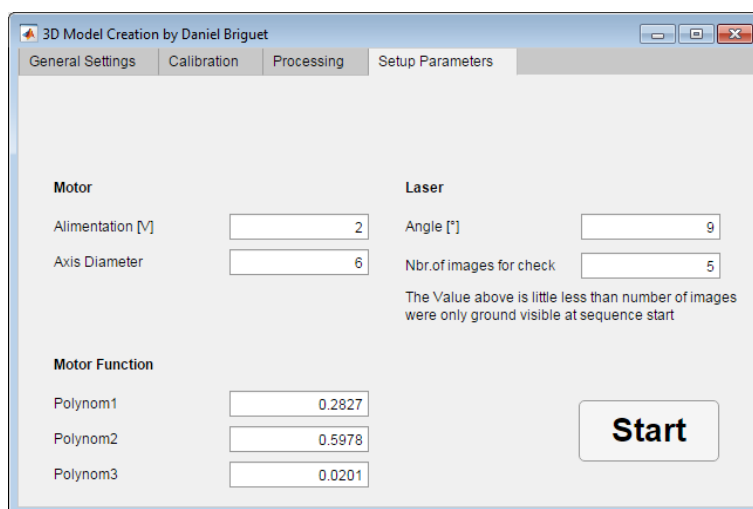 3D Model Creation by Daniel Briguet
General Settings Calibration Processing Setup Parameters
Motor
Alimentation [V] 2
Axis Diameter 6
Laser
Angle [°] 9
Nbr.of images for check 5
The Value above is little less than number of images
were only ground visible at sequence start
Motor Function
Polynom1 0.2827
Polynom2 0.5978
Polynom3 0.0201
Start